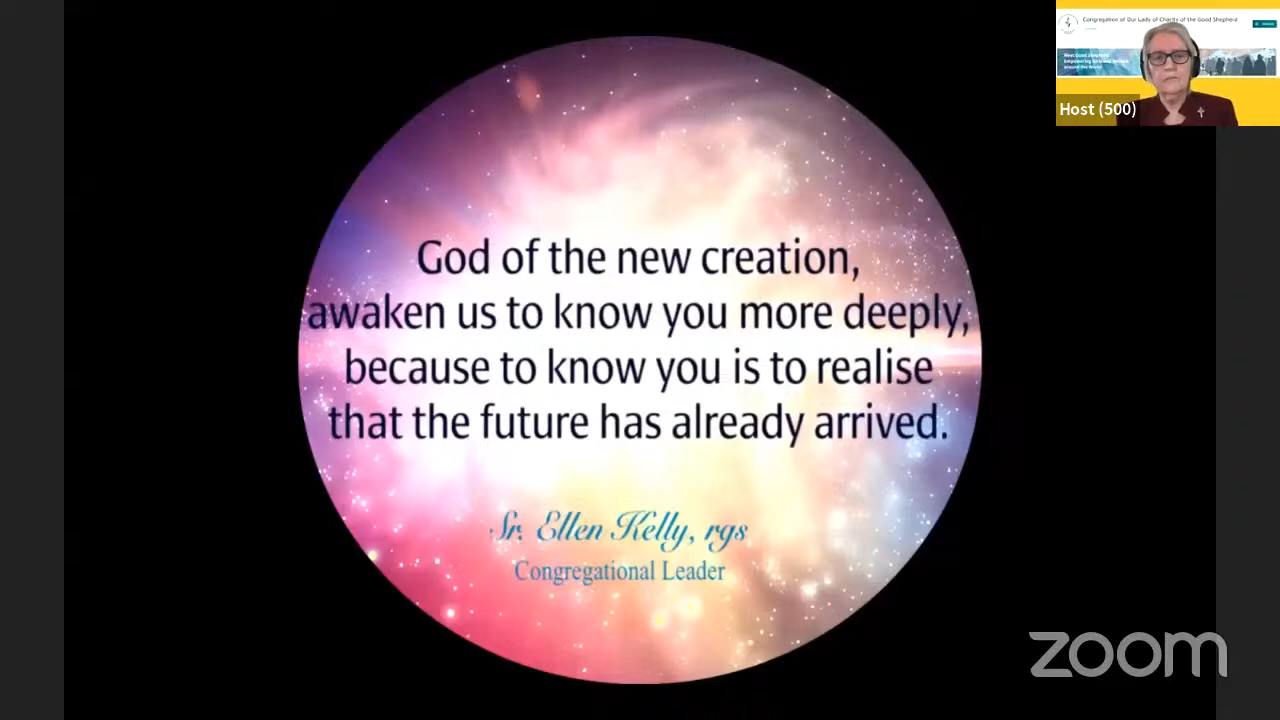 God of the new creation,
awaken us to know you more deeply,
because to know you is to realise
that the future has already arrived.
Sr. Ellen Kelly, rgs
Congregational Leader
Congregation of Our Lady of Charity of the Good Shepherd
Host (500)
zoom